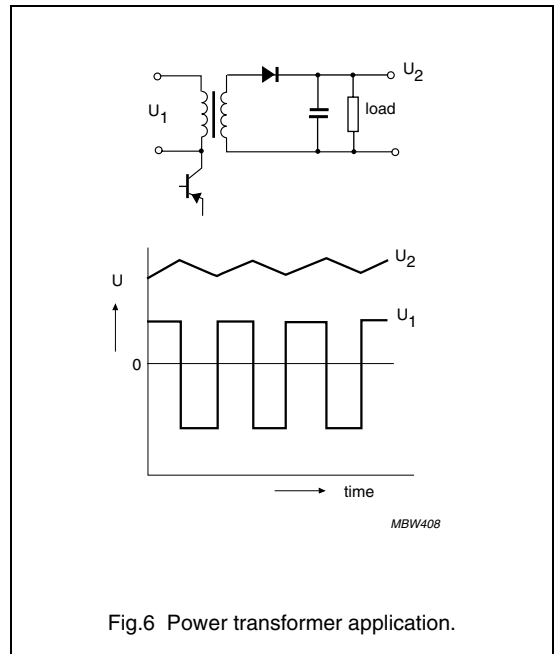 U2
U1
load
U2
U
U1
0
time
MBW408
Fig.6 Power transformer application.